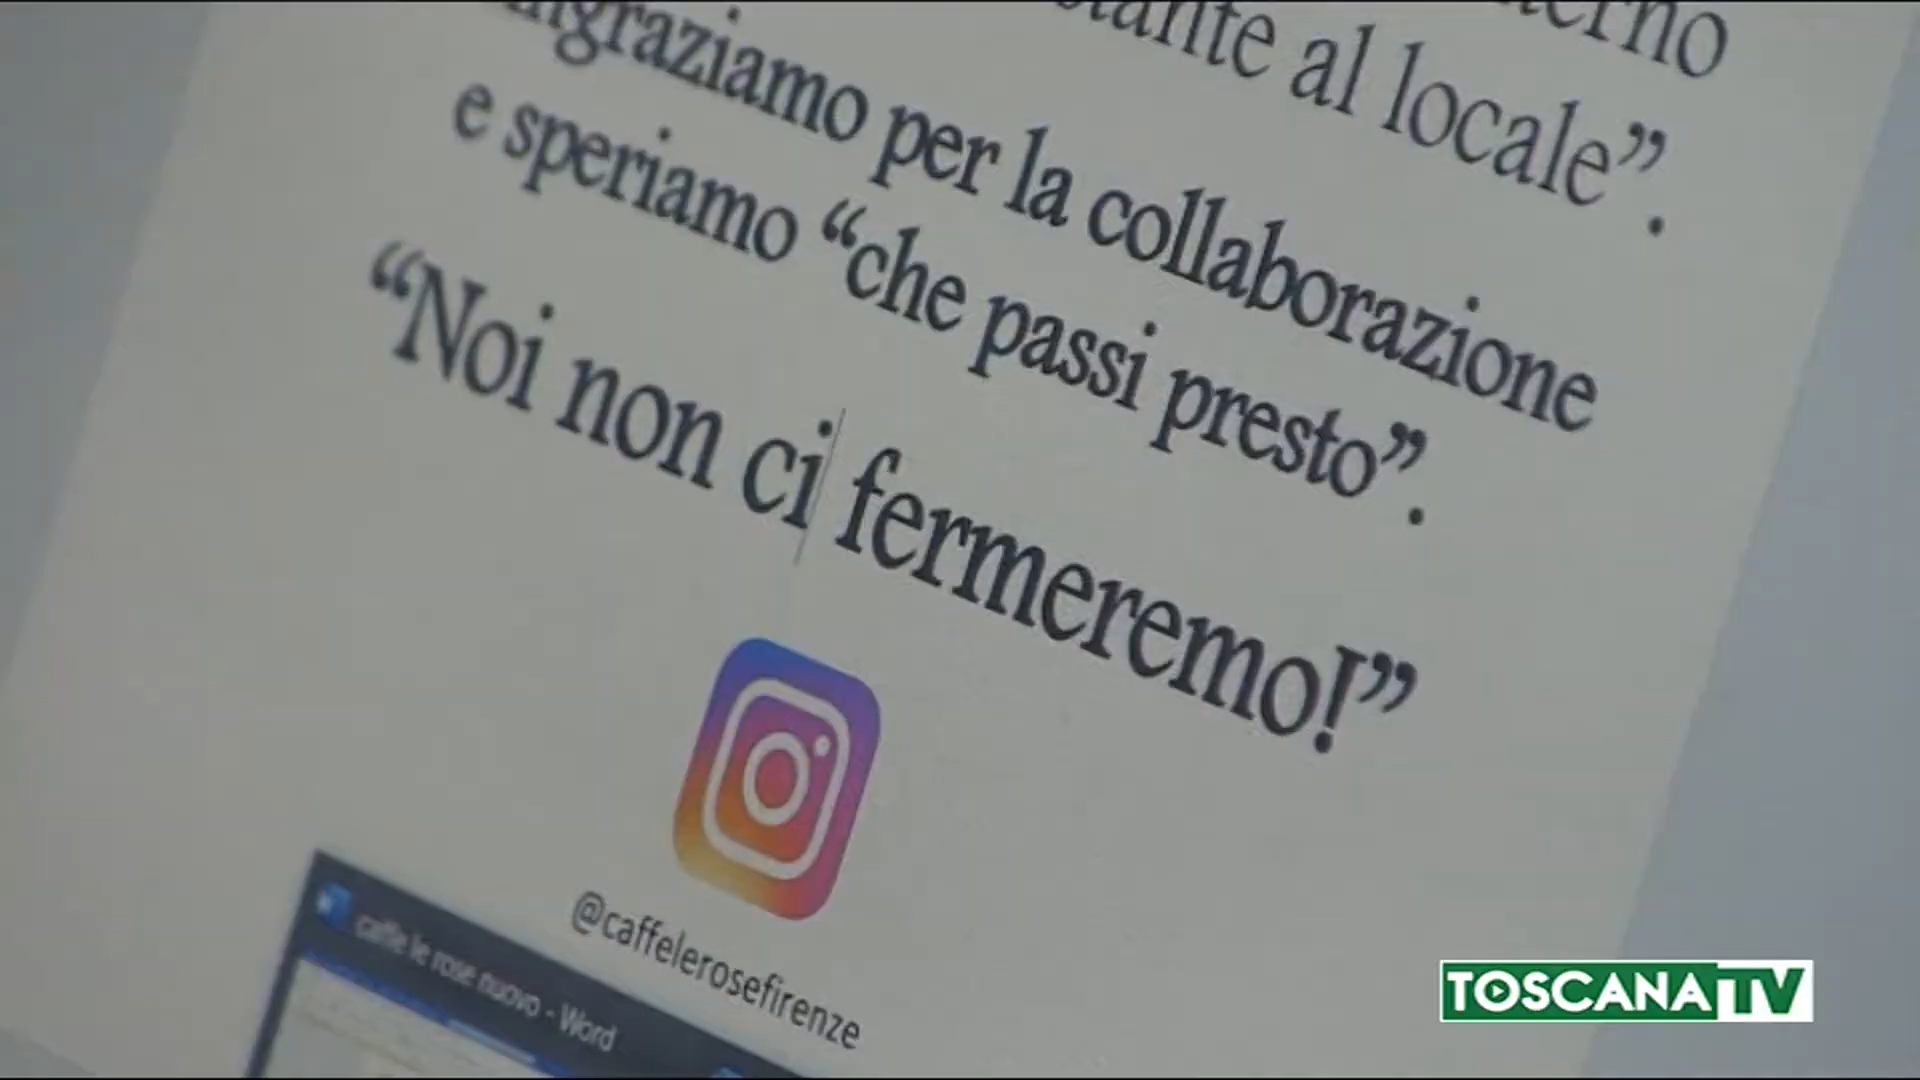 al locale”.
per la collaborazione
e speriamo “che passi presto”.
“Noi non ci fermeremo!”
@caffelerosefirenze
caffe le rose nuovo - Word
TOSCANA TV